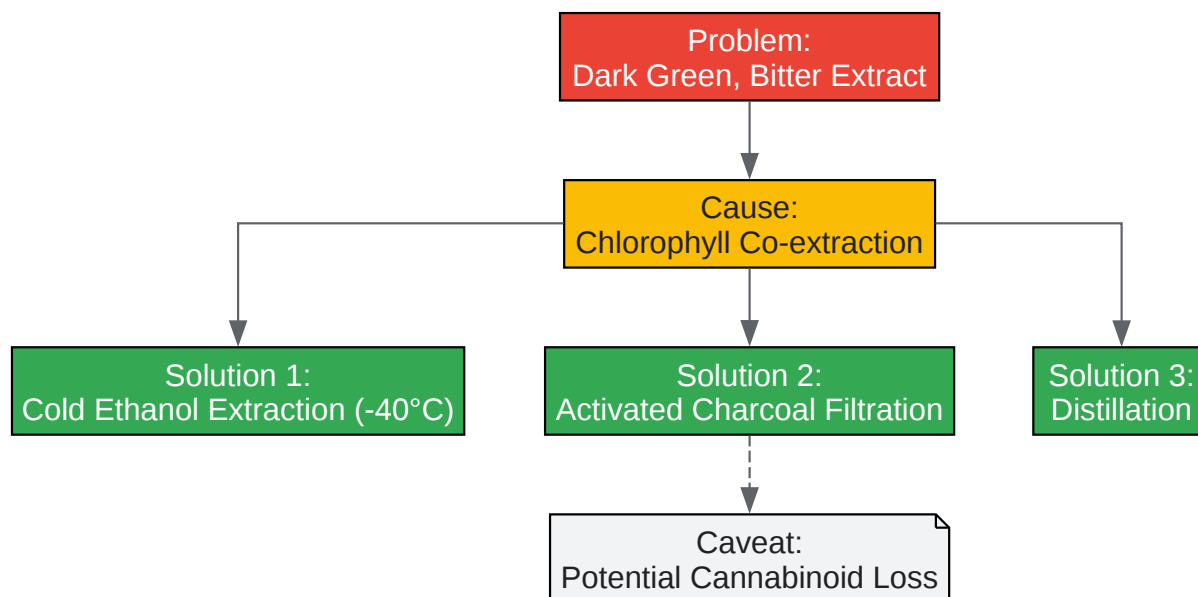 Problem:
Dark Green, Bitter Extract
Cause:
Chlorophyll Co-extraction
Solution 1:
Cold Ethanol Extraction (-40°C)
Solution 2:
Activated Charcoal Filtration
Solution 3:
Distillation
Caveat:
Potential Cannabinoid Loss